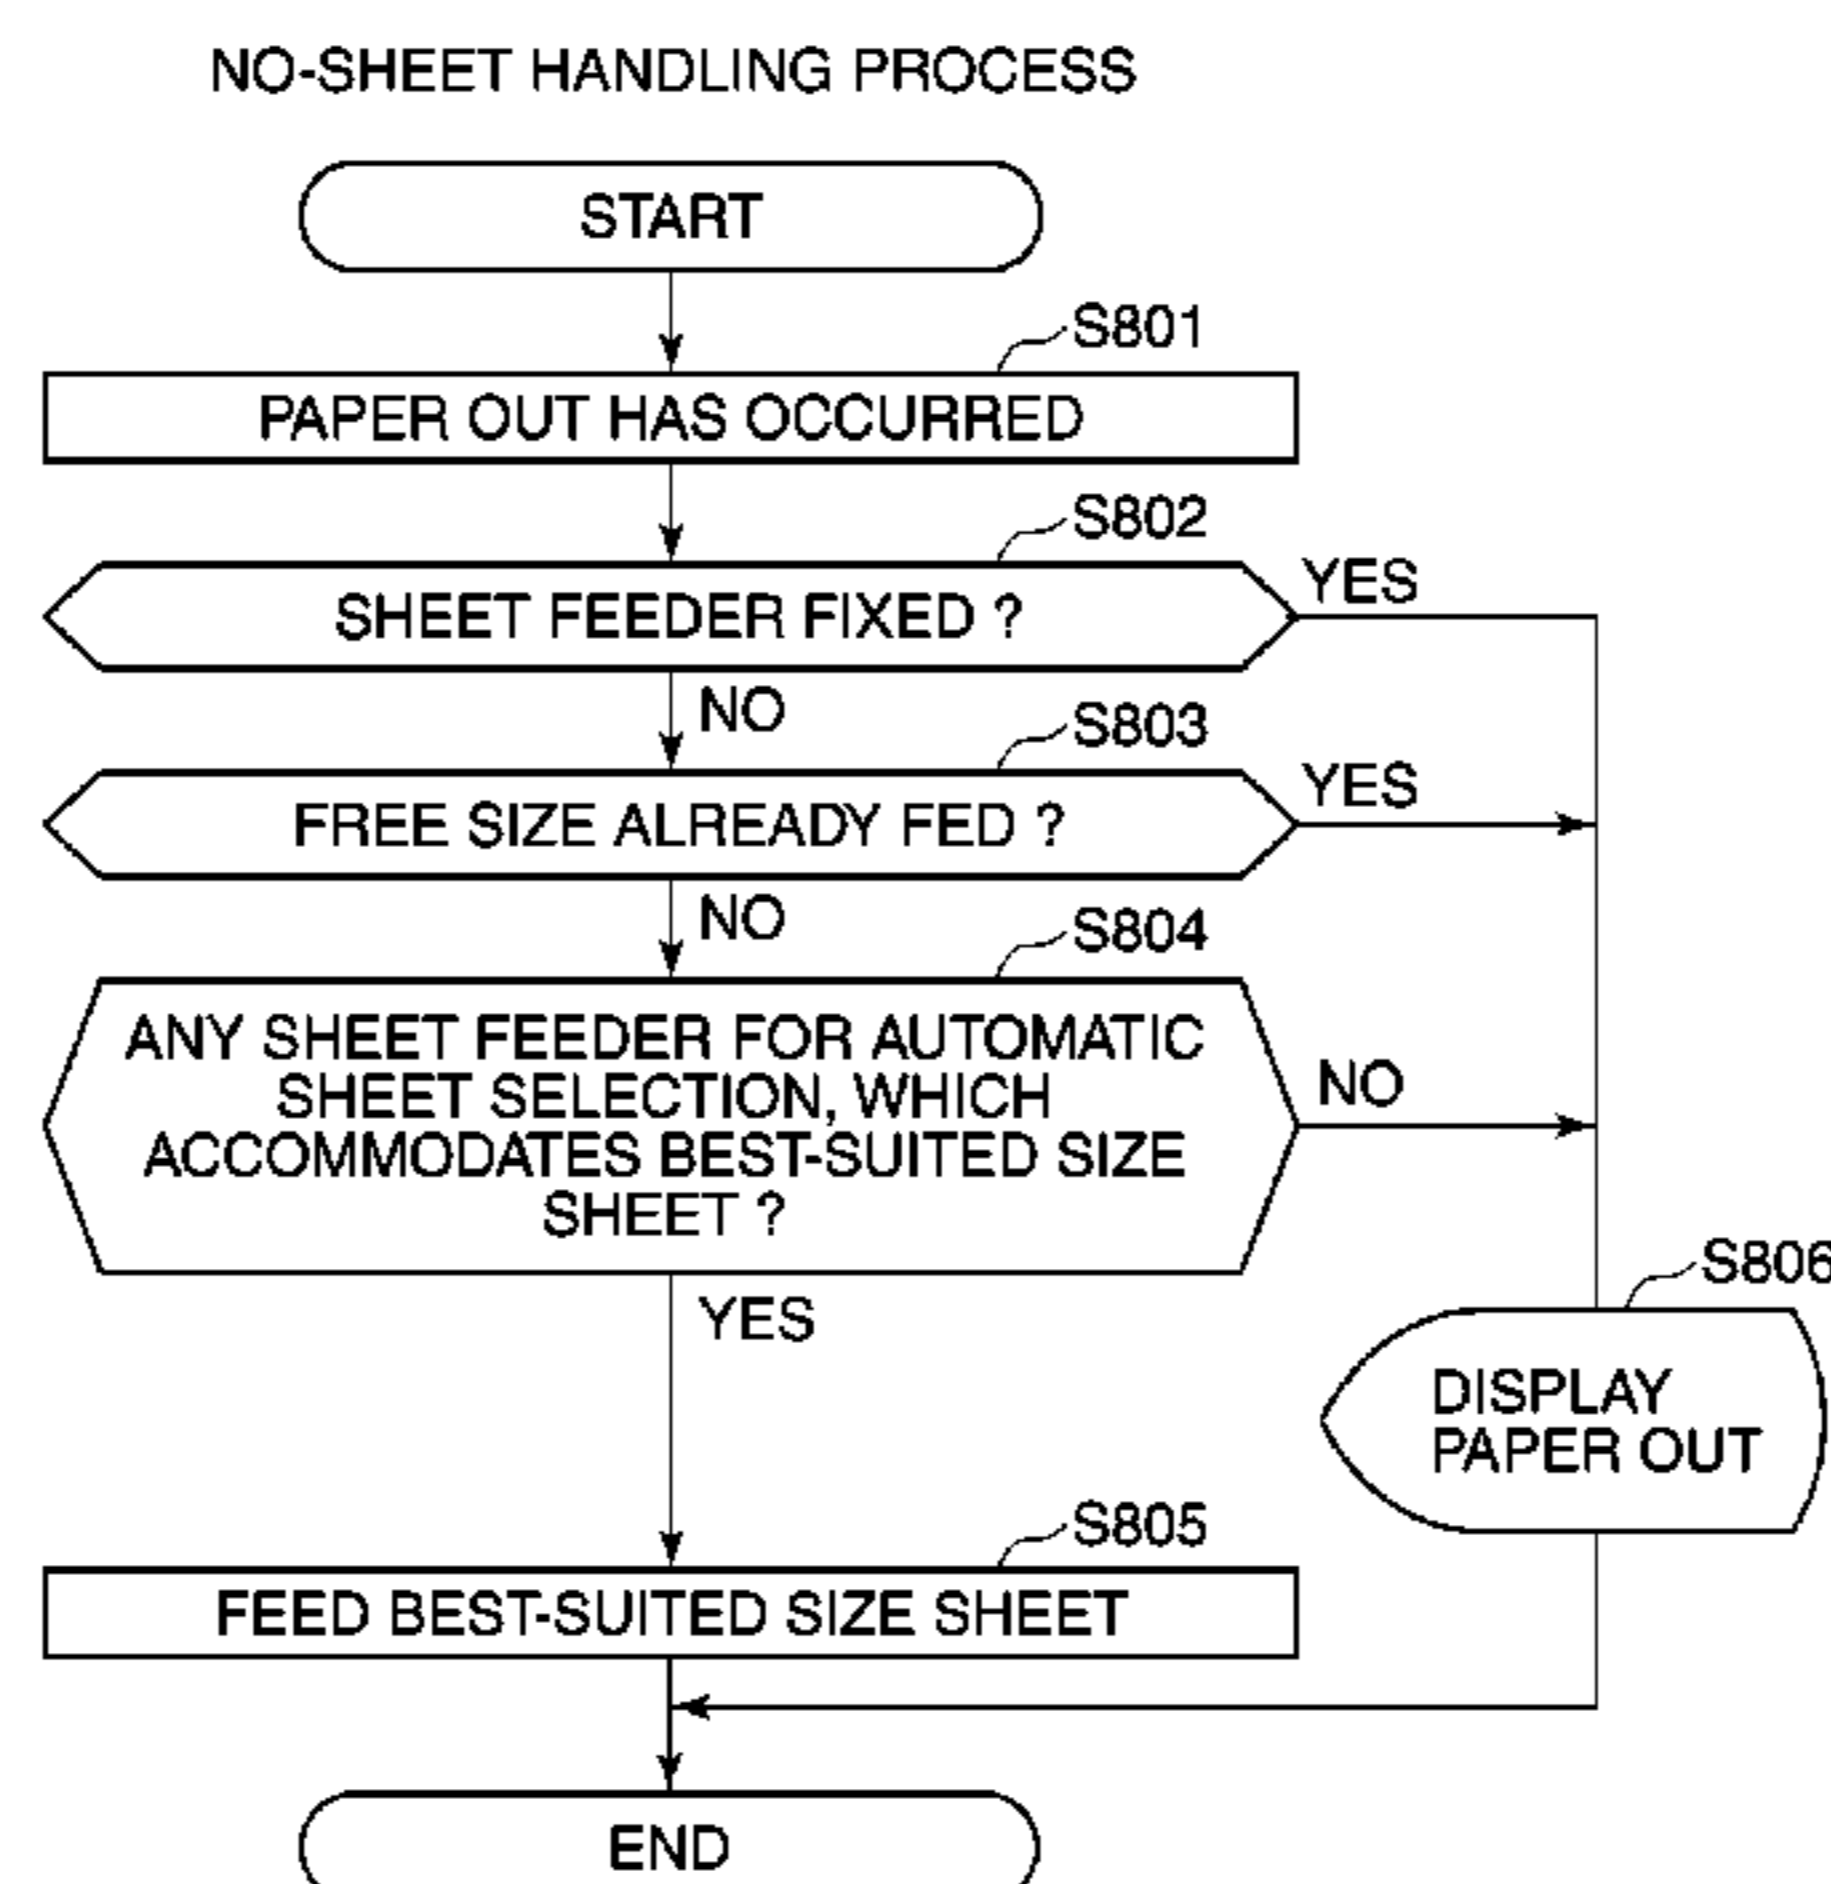 NO-SHEET HANDLING PROCESS
START
S801
PAPER OUT HAS OCCURRED
S802
SHEET FEEDER FIXED ?
YES
NO
S803
FREE SIZE ALREADY FED ?
YES
NO
S804
ANY SHEET FEEDER FOR AUTOMATIC
SHEET SELECTION, WHICH
ACCOMMODATES BEST-SUITED SIZE
SHEET ?
NO
YES
S806
DISPLAY
PAPER OUT
S805
FEED BEST-SUITED SIZE SHEET
END